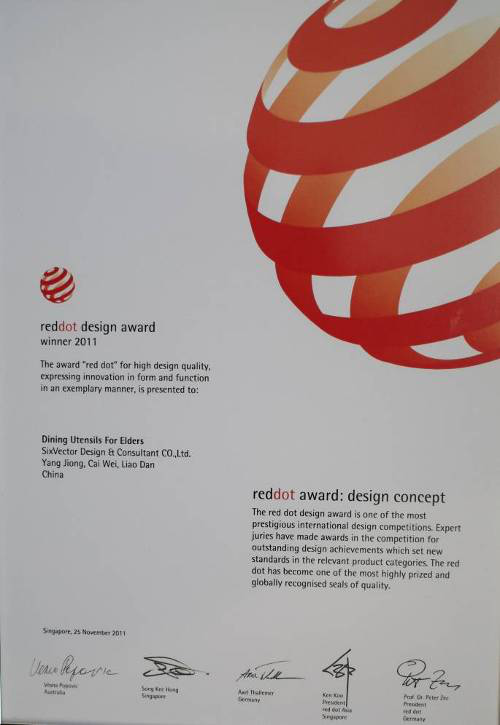 reddot design award
winner 2011
The award "red dot" for high design quality,
expressing innovation in form and function
in an exemplary manner, is presented to:
Dining Utensils For Elders
SixVector Design & Consultant CO.,Ltd.
Yang Jiong, Cai Wei, Liao Dan
China
reddot award: design concept
The red dot design award is one of the most
prestigious international design competitions. Expert
juries have made awards in the competition for
outstanding design achievements which set new
standards in the relevant product categories. The red
dot has become one of the most highly prized and
globally recognised seals of quality.
Singapore, 25 November 2011
Vesna Popovic
Australia
Song Kee Hong
Singapore
Axel Thallemer
Germany
Ken Koo
President
red dot Asia
Singapore
Prof. Dr. Peter Zec
President
red dot
Germany